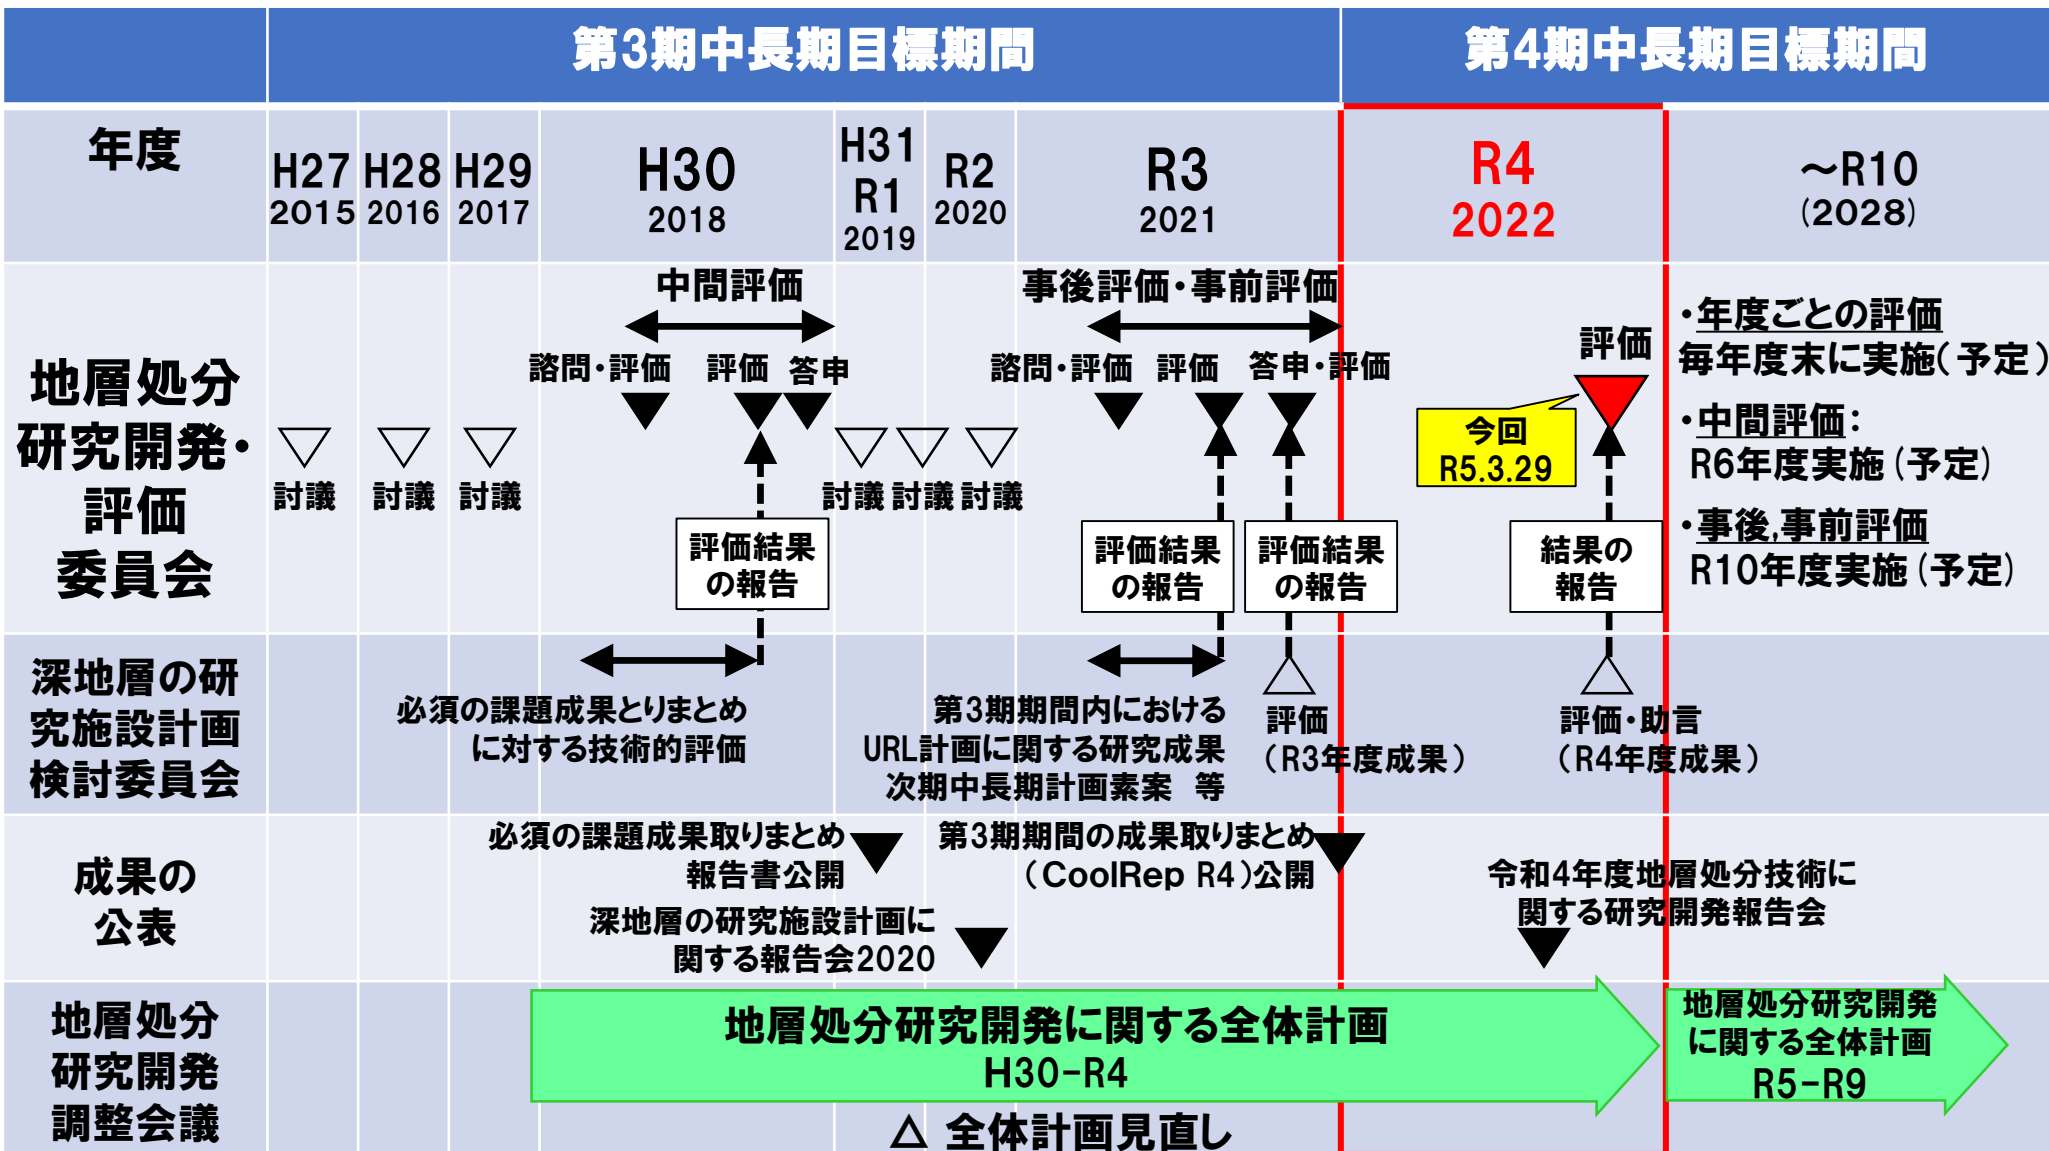 第3期中長期目標期間
第4期中長期目標期間
年度
H27
2015
H28
2016
H29
2017
H30
2018
H31
R1
2019
R2
2020
R3
2021
R4
2022
～R10
(2028)
地層処分
研究開発・
評価
委員会
中間評価
諮問・評価
評価
答申
事後評価・事前評価
諮問・評価
評価
答申・評価
評価
今回
R5.3.29
討議
討議
討議
討議
討議
討議
評価結果
の報告
評価結果
の報告
評価結果
の報告
結果の
報告
・年度ごとの評価
毎年度末に実施(予定)
・中間評価：
R6年度実施(予定)
・事後,事前評価
R10年度実施(予定)
深地層の研
究施設計画
検討委員会
必須の課題成果とりまとめ
に対する技術的評価
第3期期間内における
URL計画に関する研究成果
次期中長期計画素案　等
評価
(R3年度成果)
評価・助言
(R4年度成果)
成果の
公表
必須の課題成果取りまとめ
報告書公開
深地層の研究施設計画に
関する報告会2020
第3期期間の成果取りまとめ
(CoolRep R4)公開
令和4年度地層処分技術に
関する研究開発報告会
地層処分
研究開発
調整会議
地層処分研究開発に関する全体計画
H30-R4
△ 全体計画見直し
地層処分研究開発
に関する全体計画
R5-R9